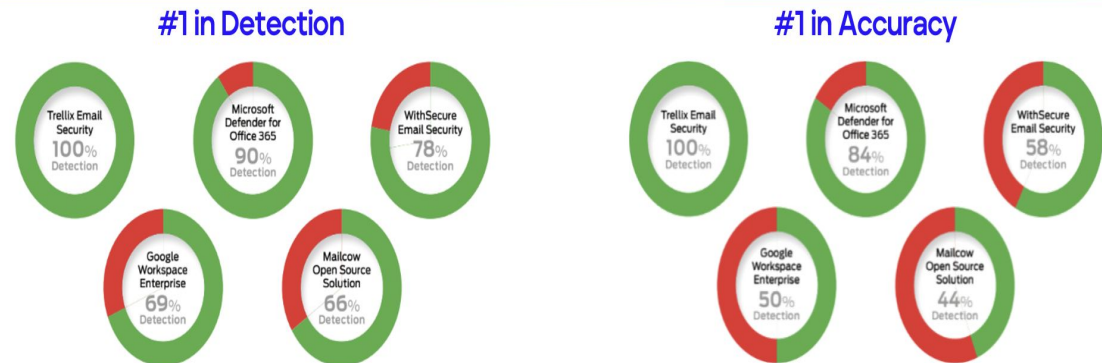 #1 in Detection
Trellix Email
Security
100%
Detection
Microsoft
Defender for
Office 365
90%
Detection
WithSecure
Email Security
78%
Detection
Google
Workspace
Enterprise
69%
Detection
Mailcow
Open Source
Solution
66%
Detection
#1 in Accuracy
Trellix Email
Security
100%
Detection
Microsoft
Defender for
Office 365
84%
Detection
WithSecure
Email Security
58%
Detection
Google
Workspace
Enterprise
50%
Detection
Mailcow
Open Source
Solution
44%
Detection